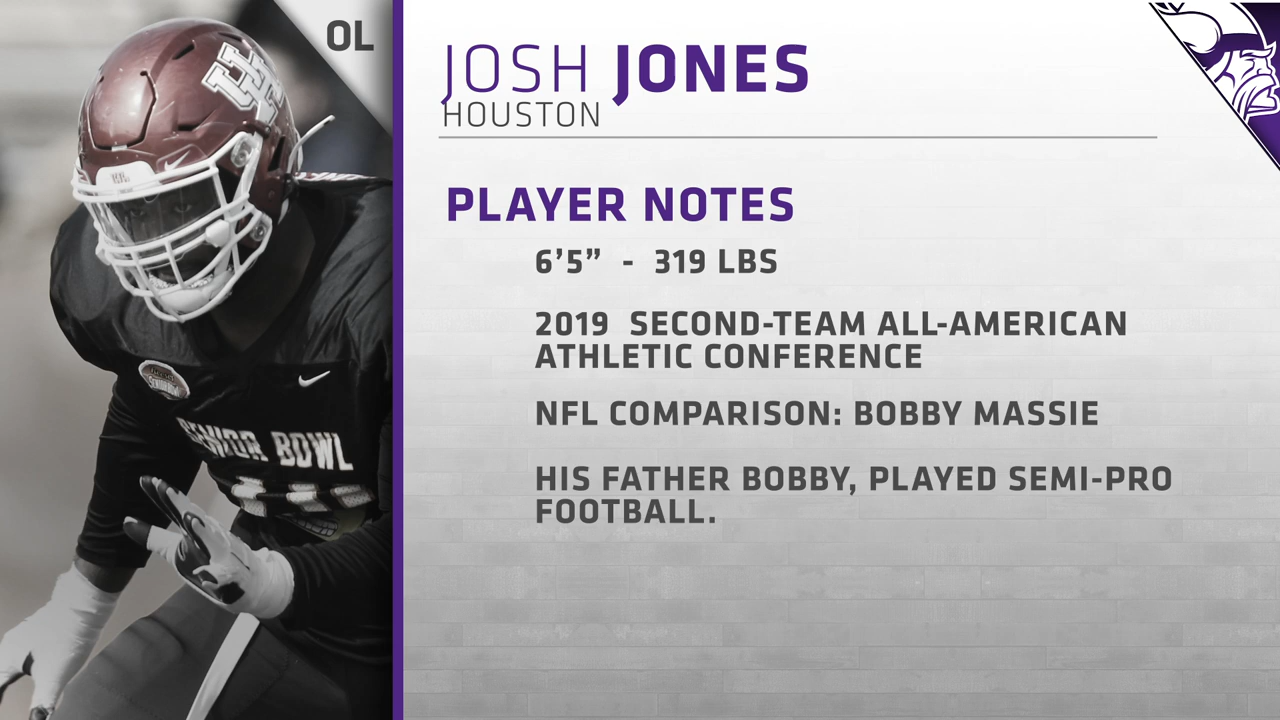 OL
JOSH JONES
HOUSTON
PLAYER NOTES
6'5” - 319 LBS
2019 SECOND-TEAM ALL-AMERICAN
ATHLETIC CONFERENCE
NFL COMPARISON: BOBBY MASSIE
HIS FATHER BOBBY, PLAYED SEMI-PRO
FOOTBALL.
UH
SENIOR BOWL